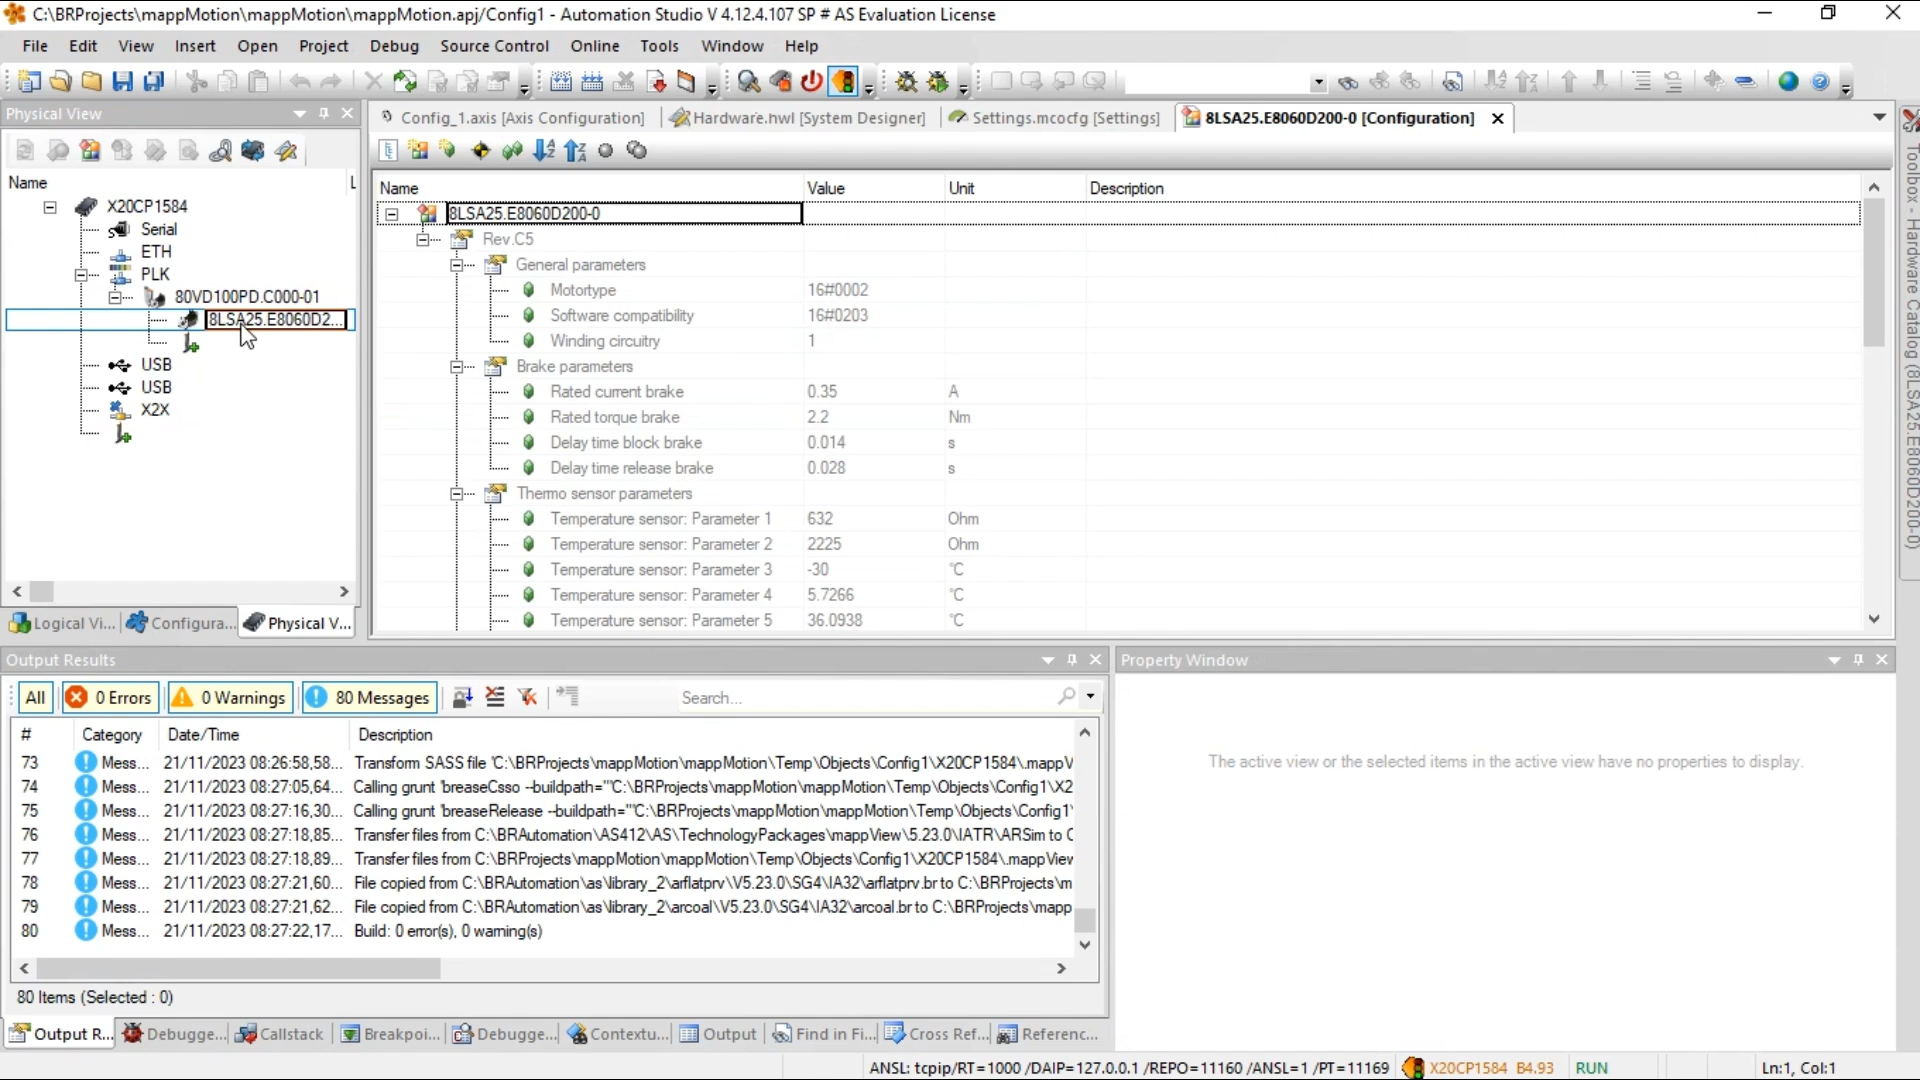 C:\BRProjects\mappMotion\mappMotion\mappMotion.apj/Config1 - Automation Studio V 4.12.4.107 SP # AS Evaluation License
File Edit View Insert Open Project Debug Source Control Online Tools Window Help
Physical View
Config_1.axis [Axis Configuration] Hardware.hwl [System Designer] Settings.mcocfg [Settings] 8LSA25.E8060D200-0 [Configuration]
Name L
X20CP1584
Serial
ETH
PLK
80VD100PD.C000-01
8LSA25.E8060D2...
USB
USB
X2X
Logical Vi... Configura... Physical V...
Name Value Unit Description
8LSA25.E8060D200-0
Rev.C5
General parameters
Motortype 16#0002
Software compatibility 16#0203
Winding circuitry 1
Brake parameters
Rated current brake 0.35 A
Rated torque brake 2.2 Nm
Delay time block brake 0.014 s
Delay time release brake 0.028 s
Thermo sensor parameters
Temperature sensor: Parameter 1 632 Ohm
Temperature sensor: Parameter 2 2225 Ohm
Temperature sensor: Parameter 3 -30 °C
Temperature sensor: Parameter 4 5.7266 °C
Temperature sensor: Parameter 5 36.0938 °C
Toolbox - Hardware Catalog (8LSA25.E8060D200-0)
Output Results
All 0 Errors 0 Warnings 80 Messages Search...
# Category Date/Time Description
73 Mess... 21/11/2023 08:26:58,58... Transform SASS file 'C:\BRProjects\mappMotion\mappMotion\Temp\Objects\Config1\X20CP1584\.mappV
74 Mess... 21/11/2023 08:27:05,64... Calling grunt 'breaseCsso --buildpath="'C:\BRProjects\mappMotion\mappMotion\Temp\Objects\Config1\X2
75 Mess... 21/11/2023 08:27:16,30... Calling grunt 'breaseRelease --buildpath="'C:\BRProjects\mappMotion\mappMotion\Temp\Objects\Config1'
76 Mess... 21/11/2023 08:27:18,85... Transfer files from C:\BRAutomation\AS412\AS\TechnologyPackages\mappView\5.23.0\IATR\ARSim to C
77 Mess... 21/11/2023 08:27:18,89... Transfer files from C:\BRProjects\mappMotion\mappMotion\Temp\Objects\Config1\X20CP1584\.mappView
78 Mess... 21/11/2023 08:27:21,60... File copied from C:\BRAutomation\as\library_2\arflatprv\V5.23.0\SG4\IA32\arflatprv.br to C:\BRProjects\m
79 Mess... 21/11/2023 08:27:21,62... File copied from C:\BRAutomation\as\library_2\arcoal\V5.23.0\SG4\IA32\arcoal.br to C:\BRProjects\mapp
80 Mess... 21/11/2023 08:27:22,17... Build: 0 error(s), 0 warning(s)
80 Items (Selected : 0)
Output R... Debugge... Callstack Breakpoi... Debugge... Contextu... Output Find in Fi... Cross Ref... Referenc...
Property Window
The active view or the selected items in the active view have no properties to display.
ANSL: tcpip/RT=1000 /DAIP=127.0.0.1 /REPO=11160 /ANSL=1 /PT=11169 X20CP1584 B4.93 RUN Ln:1, Col:1